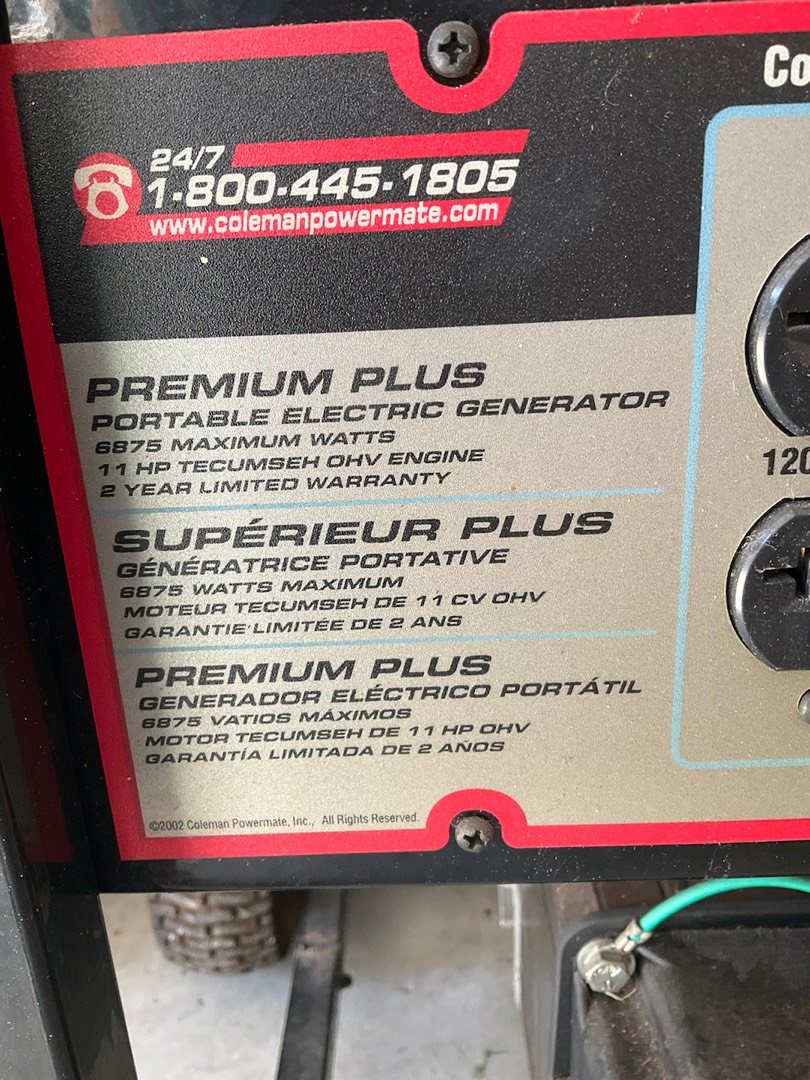 24/7
1-800-445-1805
www.colemanpowermate.com
Co
PREMIUM PLUS
PORTABLE ELECTRIC GENERATOR
6875 MAXIMUM WATTS
11 HP TECUMSEH OHV ENGINE
2 YEAR LIMITED WARRANTY
120
SUPÉRIEUR PLUS
GÉNÉRATRICE PORTATIVE
6875 WATTS MAXIMUM
MOTEUR TECUMSEH DE 11 CV OHV
GARANTIE LIMITÉE DE 2 ANS
PREMIUM PLUS
GENERADOR ELÉCTRICO PORTÁTIL
6875 VATIOS MÁXIMOS
MOTOR TECUMSEH DE 11 HP OHV
GARANTÍA LIMITADA DE 2 AÑOS
©2002 Coleman Powermate, Inc., All Rights Reserved.